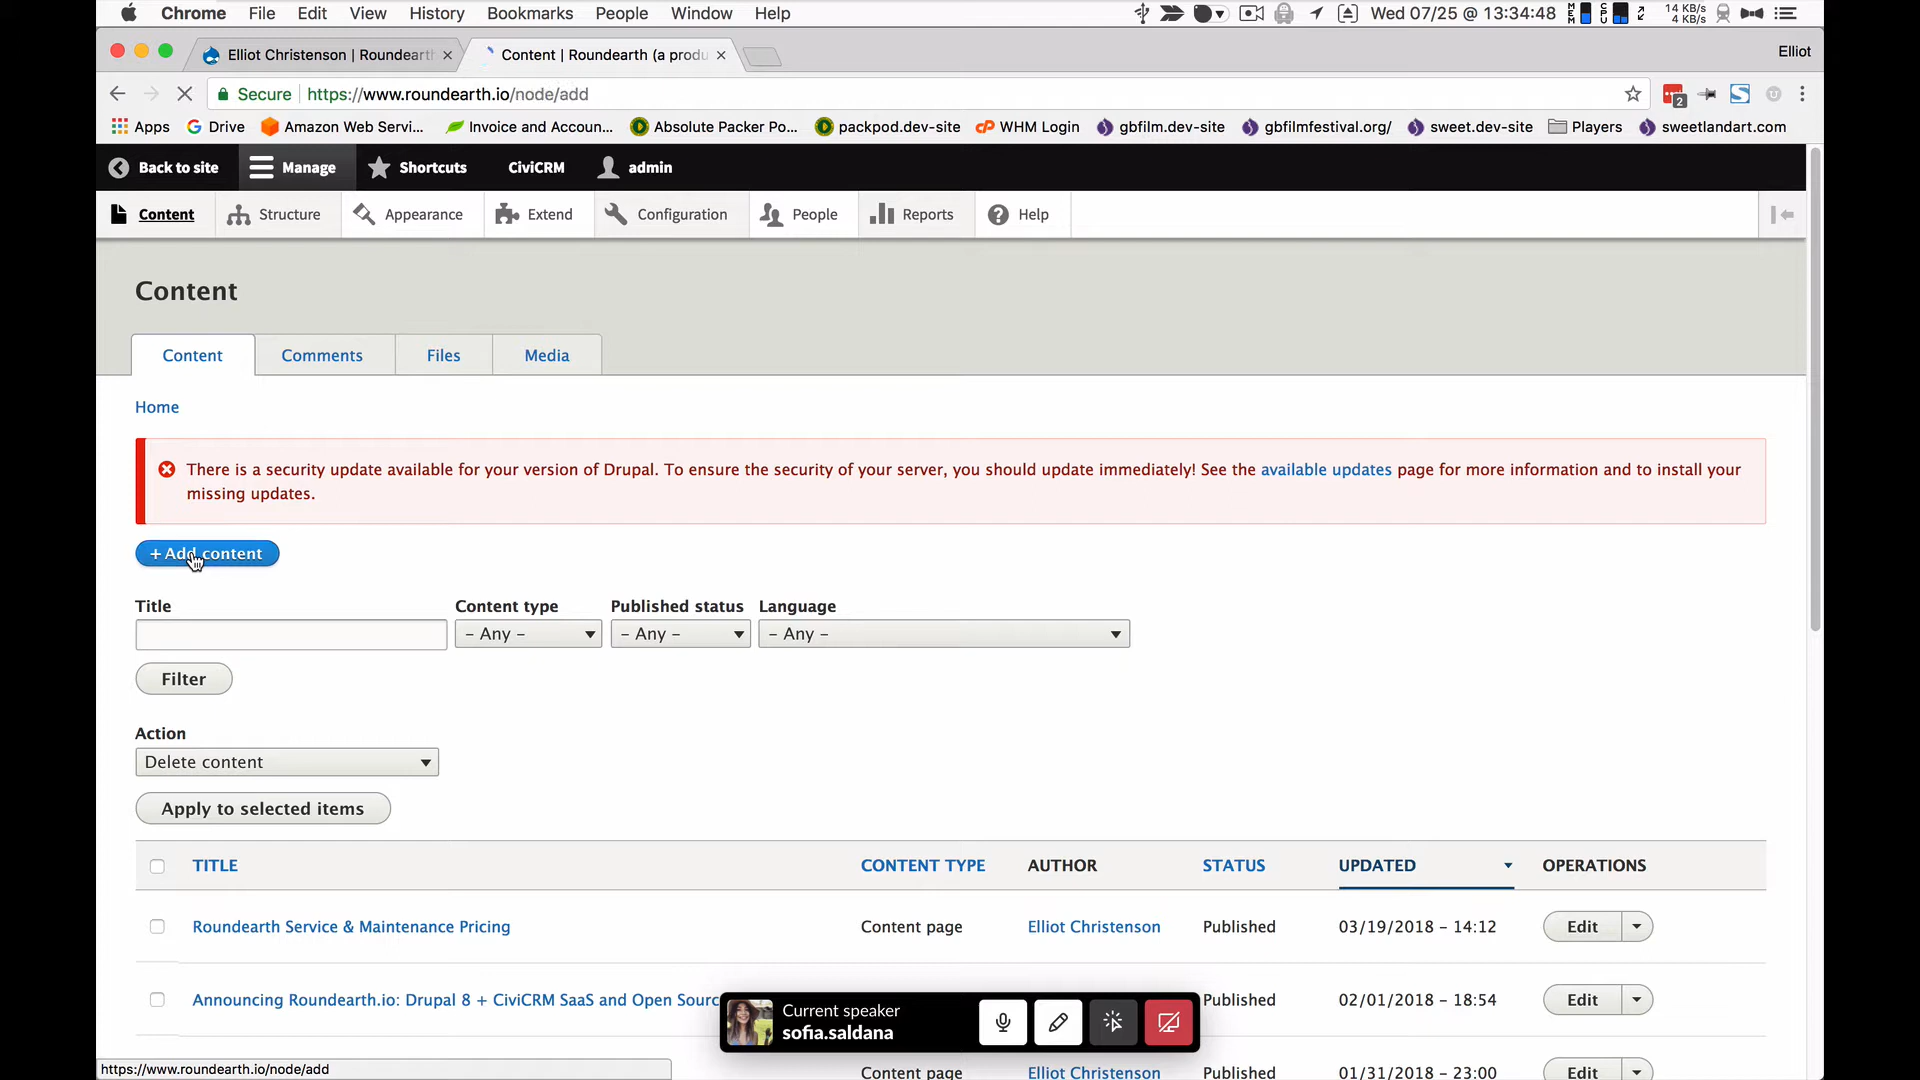 Chrome File Edit View History Bookmarks People Window Help
MEM CPU 14 KB/s 4 KB/s
Wed 07/25 @ 13:34:48
Elliot Christenson | Roundearth
Content | Roundearth (a produ
Elliot
Secure https://www.roundearth.io/node/add
2
Apps Drive Amazon Web Servi... Invoice and Accoun... Absolute Packer Po... packpod.dev-site WHM Login gbfilm.dev-site gbfilmfestival.org/ sweet.dev-site Players sweetlandart.com
Back to site Manage Shortcuts CiviCRM admin
Content Structure Appearance Extend Configuration People Reports Help
Content
Content Comments Files Media
Home
There is a security update available for your version of Drupal. To ensure the security of your server, you should update immediately! See the available updates page for more information and to install your
missing updates.
+ Add content
Title Content type Published status Language
- Any - - Any - - Any -
Filter
Action
Delete content
Apply to selected items
TITLE CONTENT TYPE AUTHOR STATUS UPDATED OPERATIONS
Roundearth Service & Maintenance Pricing Content page Elliot Christenson Published 03/19/2018 - 14:12 Edit
Announcing Roundearth.io: Drupal 8 + CiviCRM SaaS and Open Sourc Published 02/01/2018 - 18:54 Edit
Current speaker
sofia.saldana
https://www.roundearth.io/node/add
Content page Elliot Christenson Published 01/31/2018 - 23:00 Edit